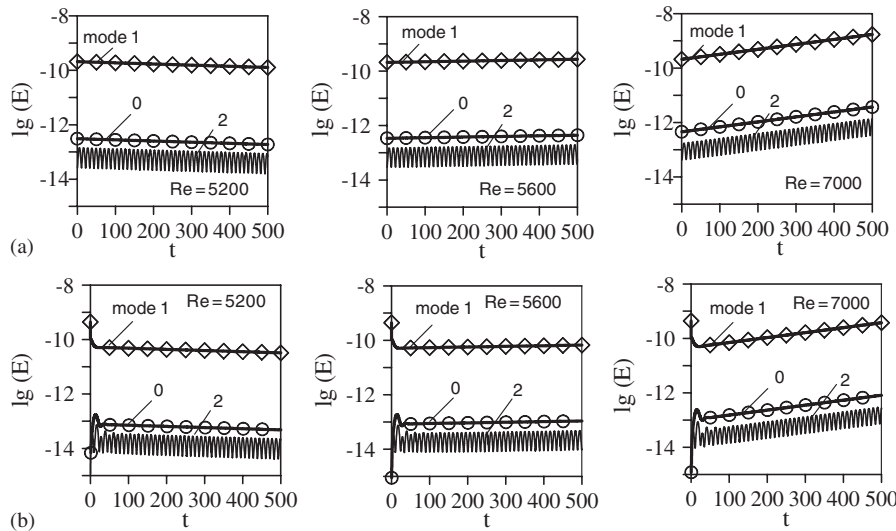 -8 -8 -8
mode 1 mode 1 mode 1
-10 -10 -10
lg (E) lg (E) lg (E)
0 2 0 2 0 2
-12 -12 -12
-14 -14 -14
Re=5200 Re=5600 Re=7000
0 100 200 300 400 500 0 100 200 300 400 500 0 100 200 300 400 500
(a) t t t
-8 -8 -8
mode 1 Re=5200 mode 1 Re=5600 mode 1 Re=7000
-10 -10 -10
lg (E) lg (E) lg (E)
0 2 0 2 0 2
-12 -12 -12
-14 -14 -14
0 100 200 300 400 500 0 100 200 300 400 500 0 100 200 300 400 500
(b) t t t